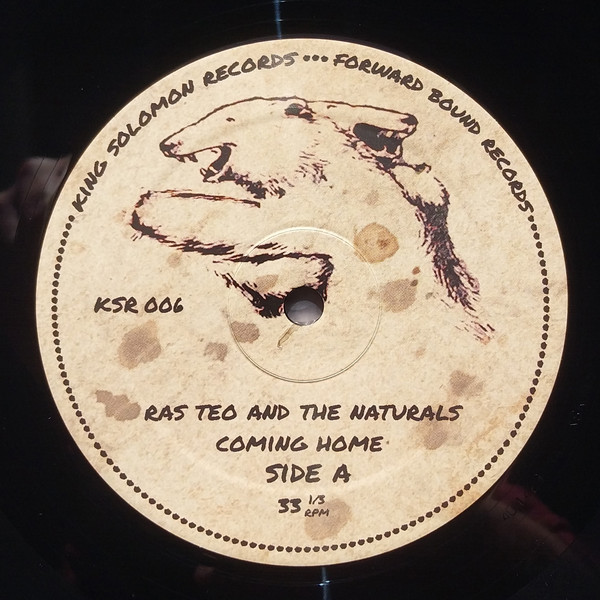 KING SOLOMON RECORDS ••• FORWARD BOUND RECORDS
KSR 006
RAS TEO AND THE NATURALS
COMING HOME
SIDE A
33 1/3 RPM